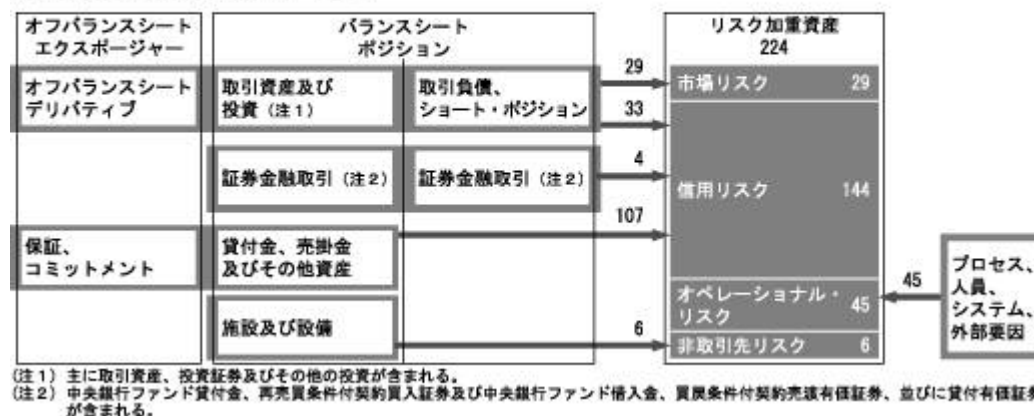 オフバランスシート
エクスポージャー
バランスシート
ポジション
リスク加重資産
224
オフバランスシート
デリバティブ
取引資産及び
投資（注1）
取引負債、
ショート・ポジション
29
33
市場リスク 29
証券金融取引（注2）
証券金融取引（注2）
4
信用リスク 144
107
保証、
コミットメント
貸付金、売掛金
及びその他資産
オペレーショナル・
リスク 45
45
プロセス、
人員、
システム、
外部要因
施設及び設備
6
非取引先リスク 6
(注1) 主に取引資産、投資証券及びその他の投資が含まれる。
(注2) 中央銀行ファンド貸付金、再売買条件付契約買入証券及び中央銀行ファンド借入金、買戻条件付契約売渡有価証券、並びに貸付有価証券
が含まれる。